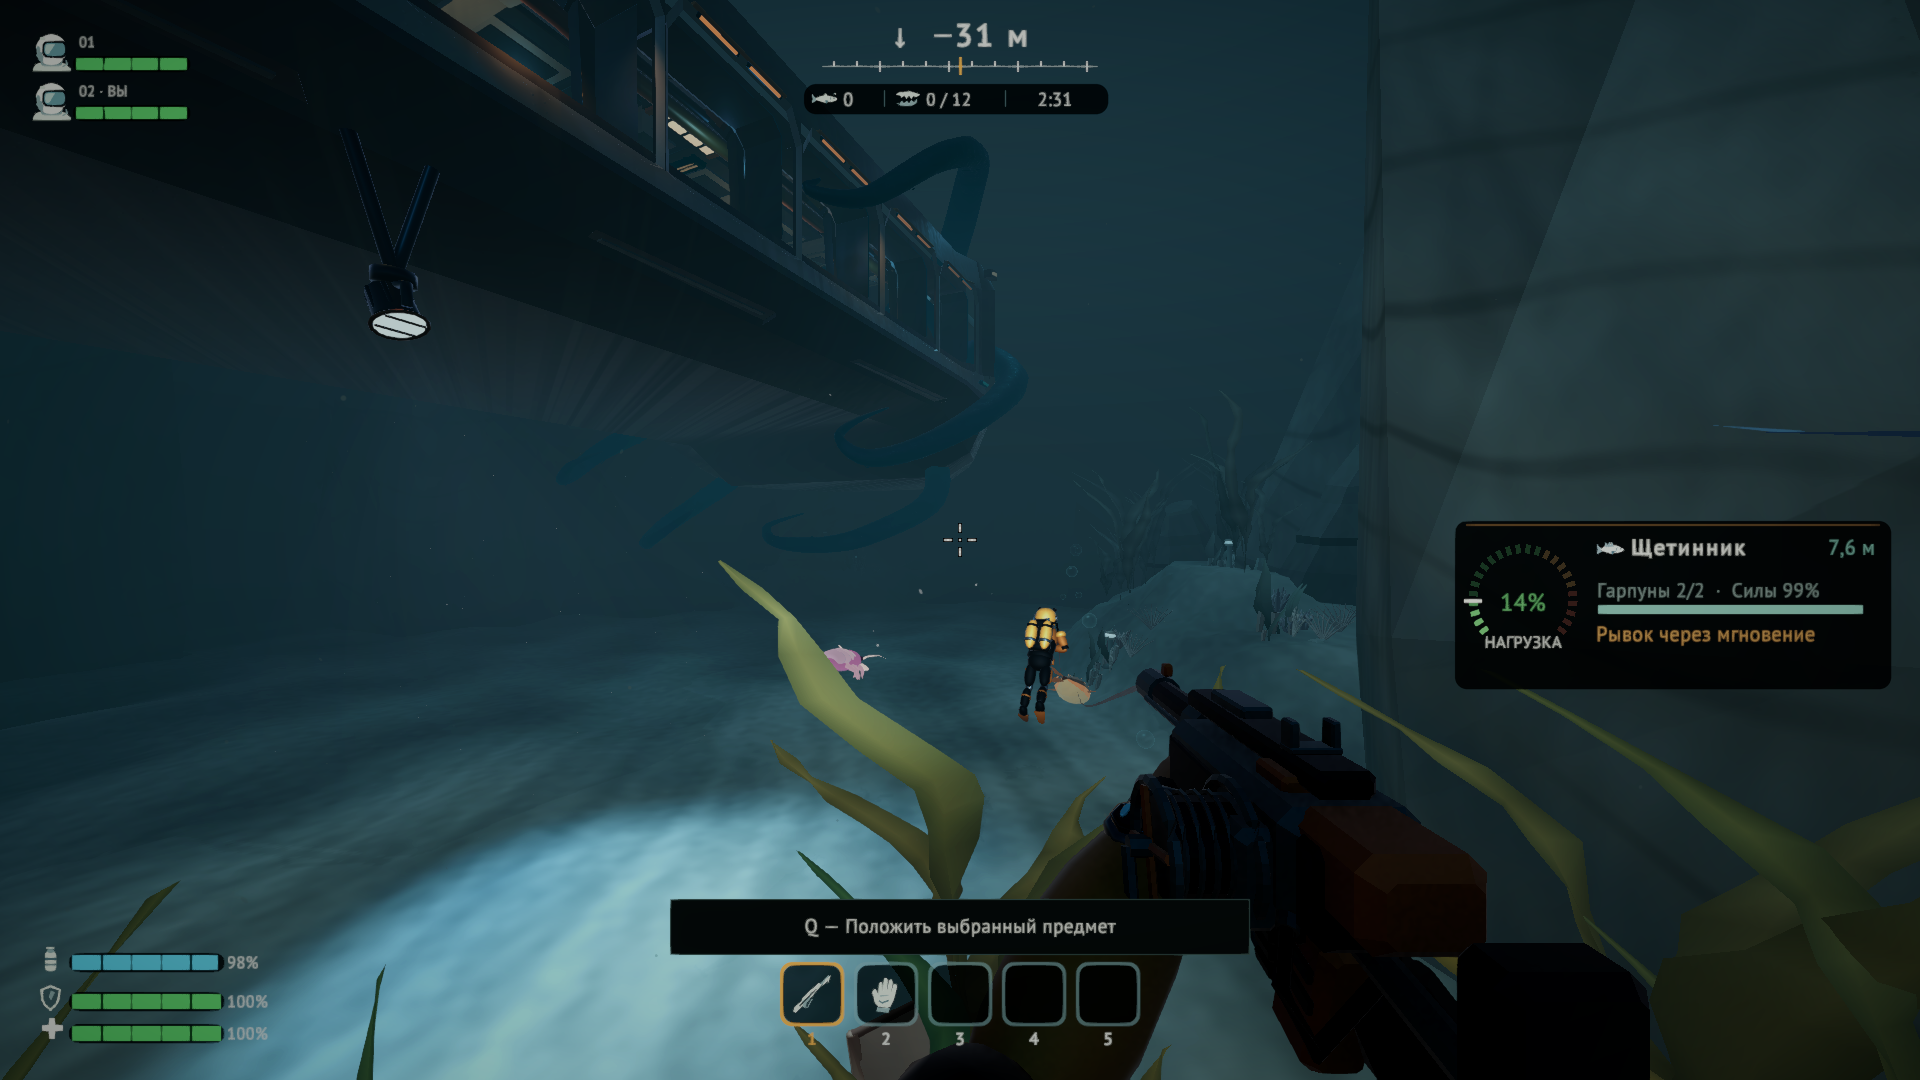 01
02 · ВЫ
−31 м
0
0 / 12
2:31
Щетинник
7,6 м
Гарпуны 2/2 · Силы 99%
14%
НАГРУЗКА
Рывок через мгновение
Q — Положить выбранный предмет
98%
100%
100%
1
2
3
4
5